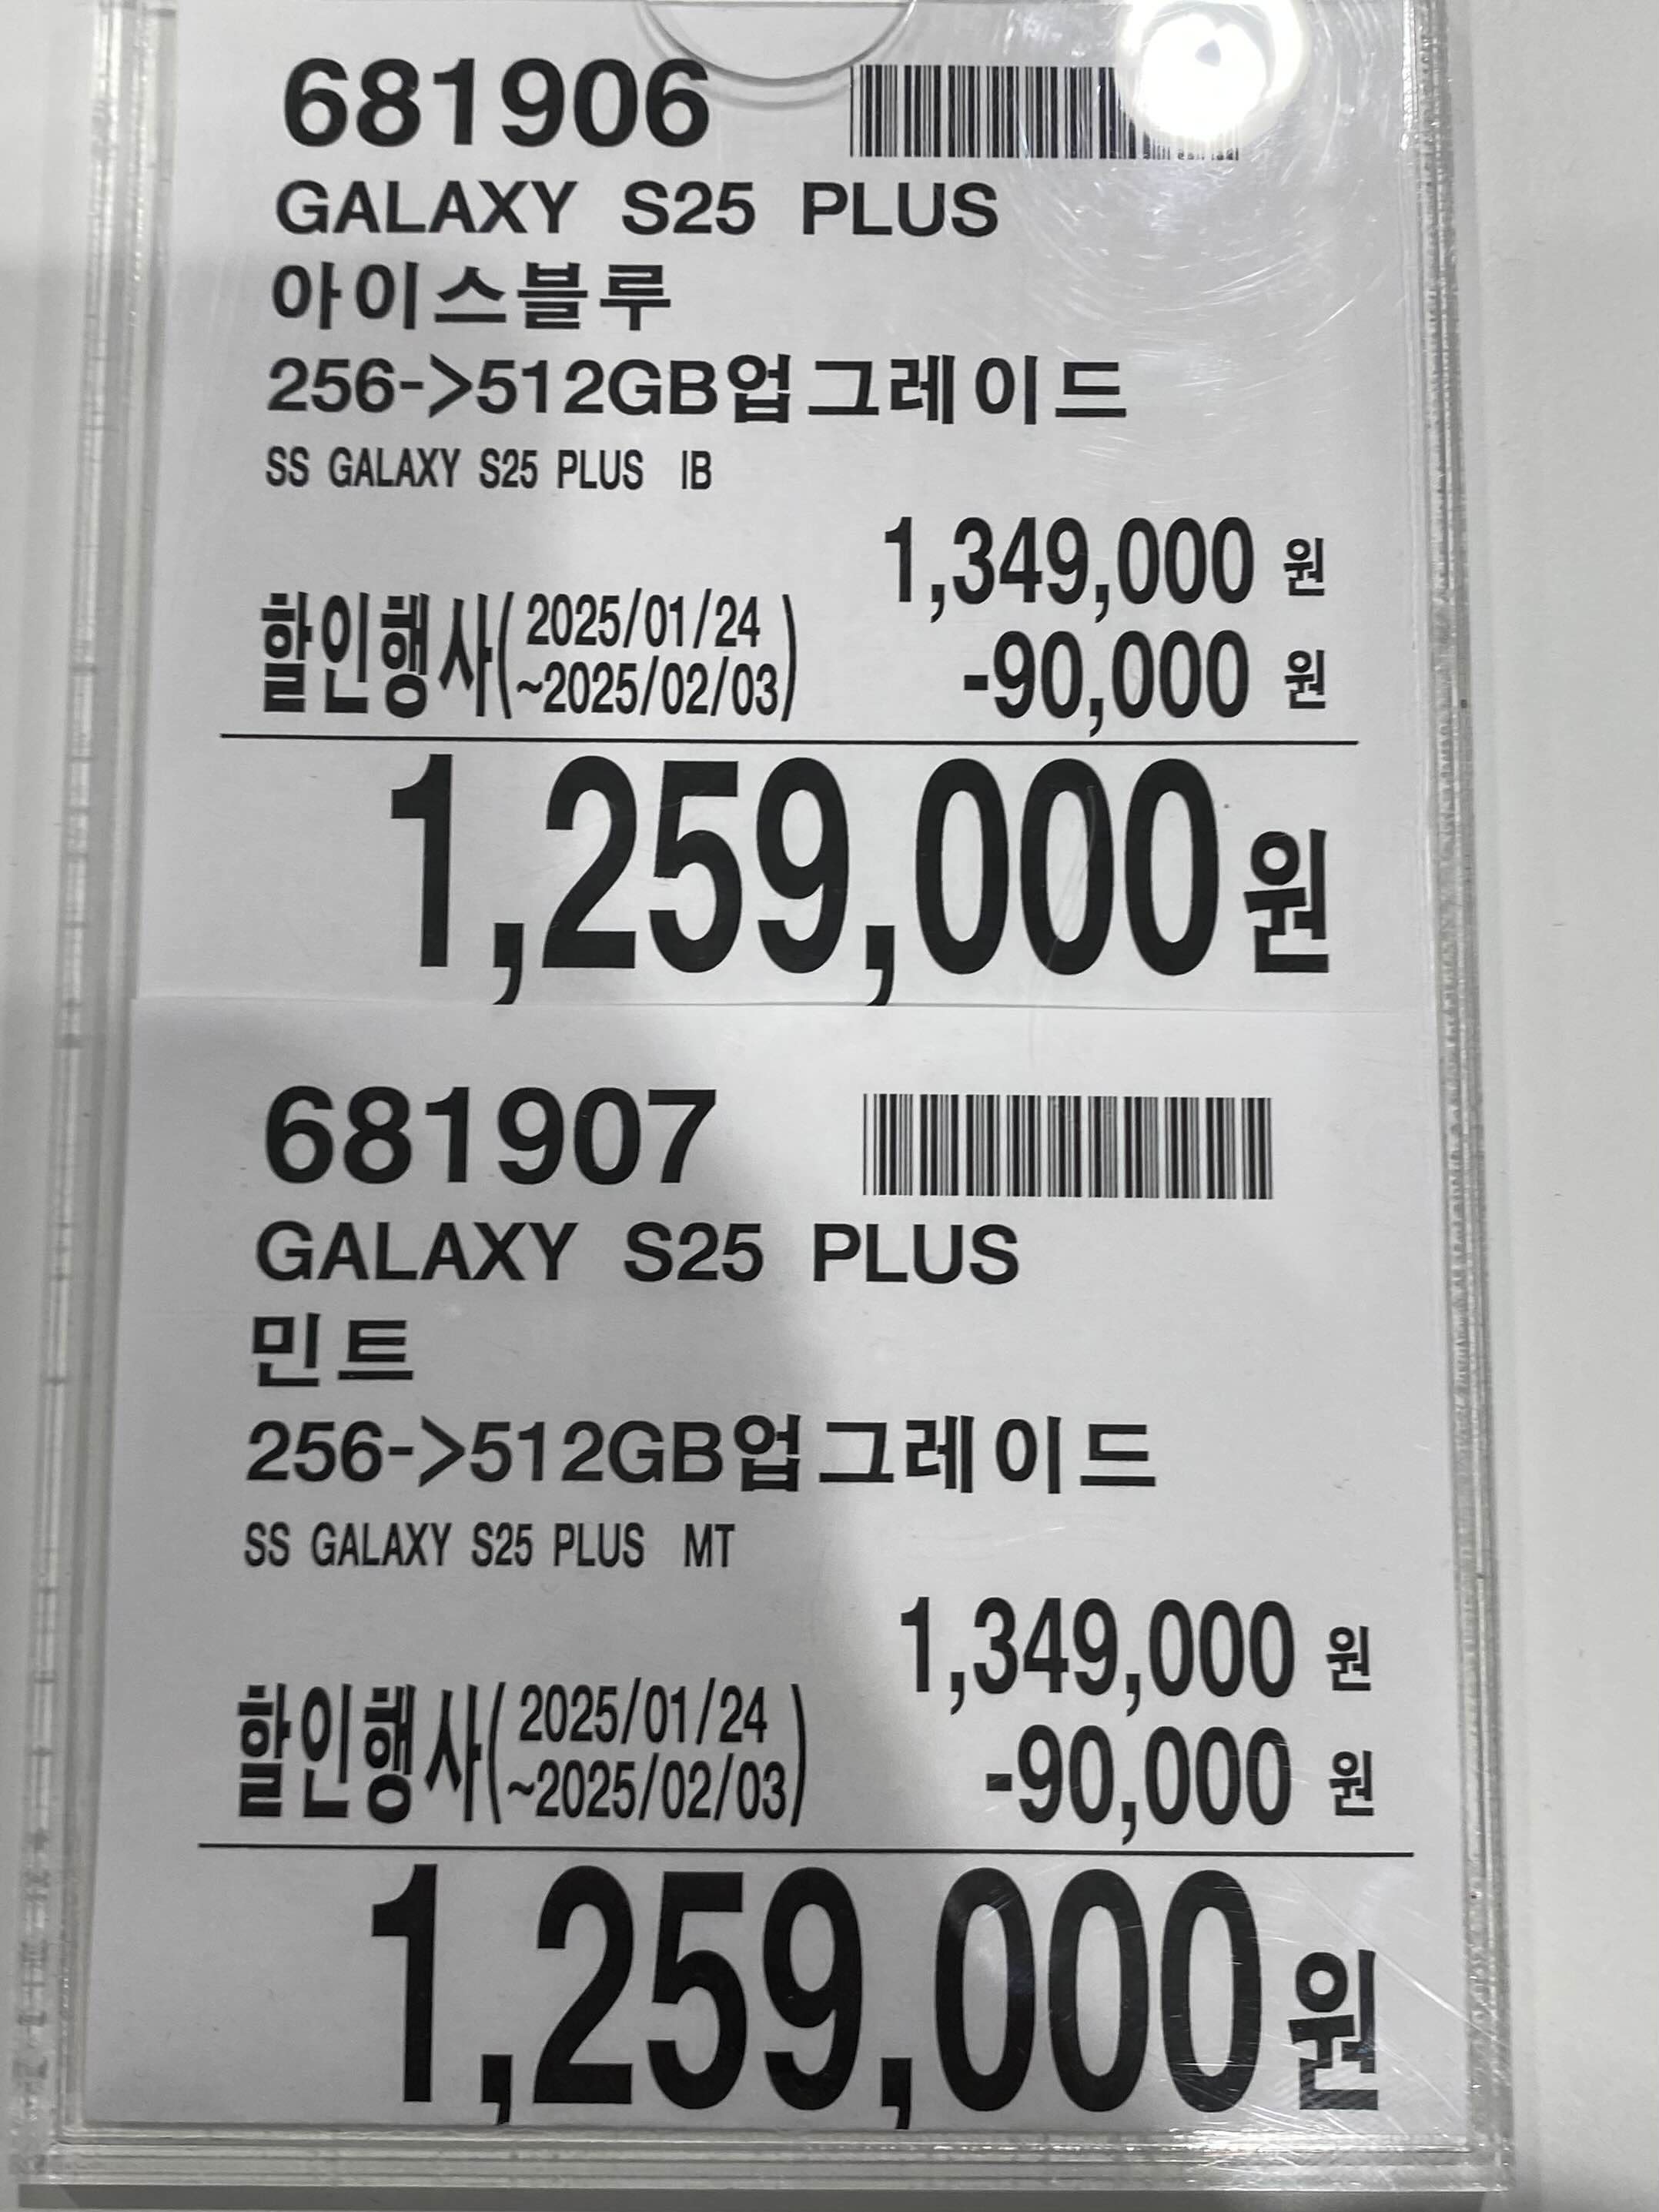 681906
GALAXY S25 PLUS
아이스블루
256->512GB업그레이드
SS GALAXY S25 PLUS IB
1,349,000 원
할인행사( 2025/01/24 ~2025/02/03) -90,000 원
1,259,000원
681907
GALAXY S25 PLUS
민트
256->512GB업그레이드
SS GALAXY S25 PLUS MT
1,349,000 원
할인행사( 2025/01/24 ~2025/02/03) -90,000 원
1,259,000원